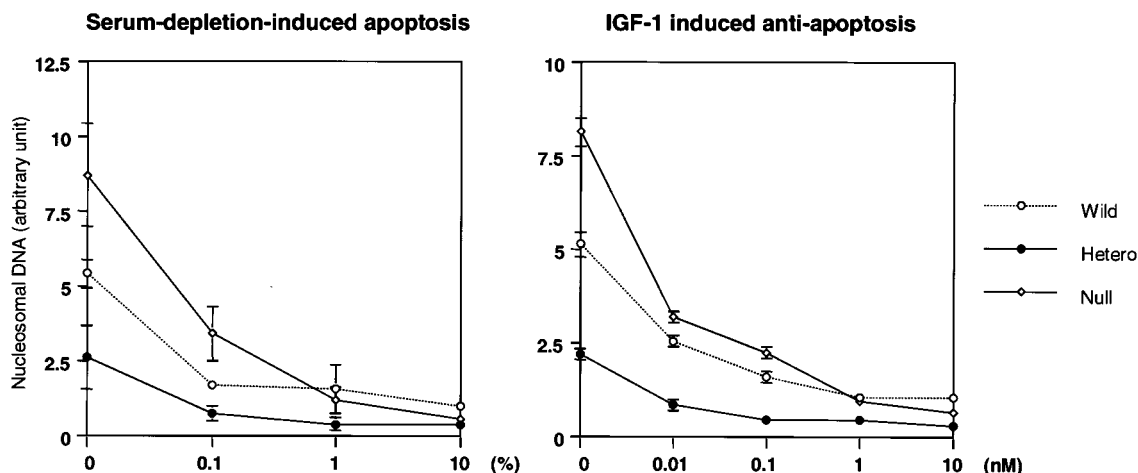 Serum-depletion-induced apoptosis
Nucleosomal DNA (arbitrary unit)
12.5
10
7.5
5
2.5
0
0 0.1 1 10 (%)
IGF-1 induced anti-apoptosis
10
7.5
5
2.5
0
0 0.01 0.1 1 10 (nM)
Wild
Hetero
Null